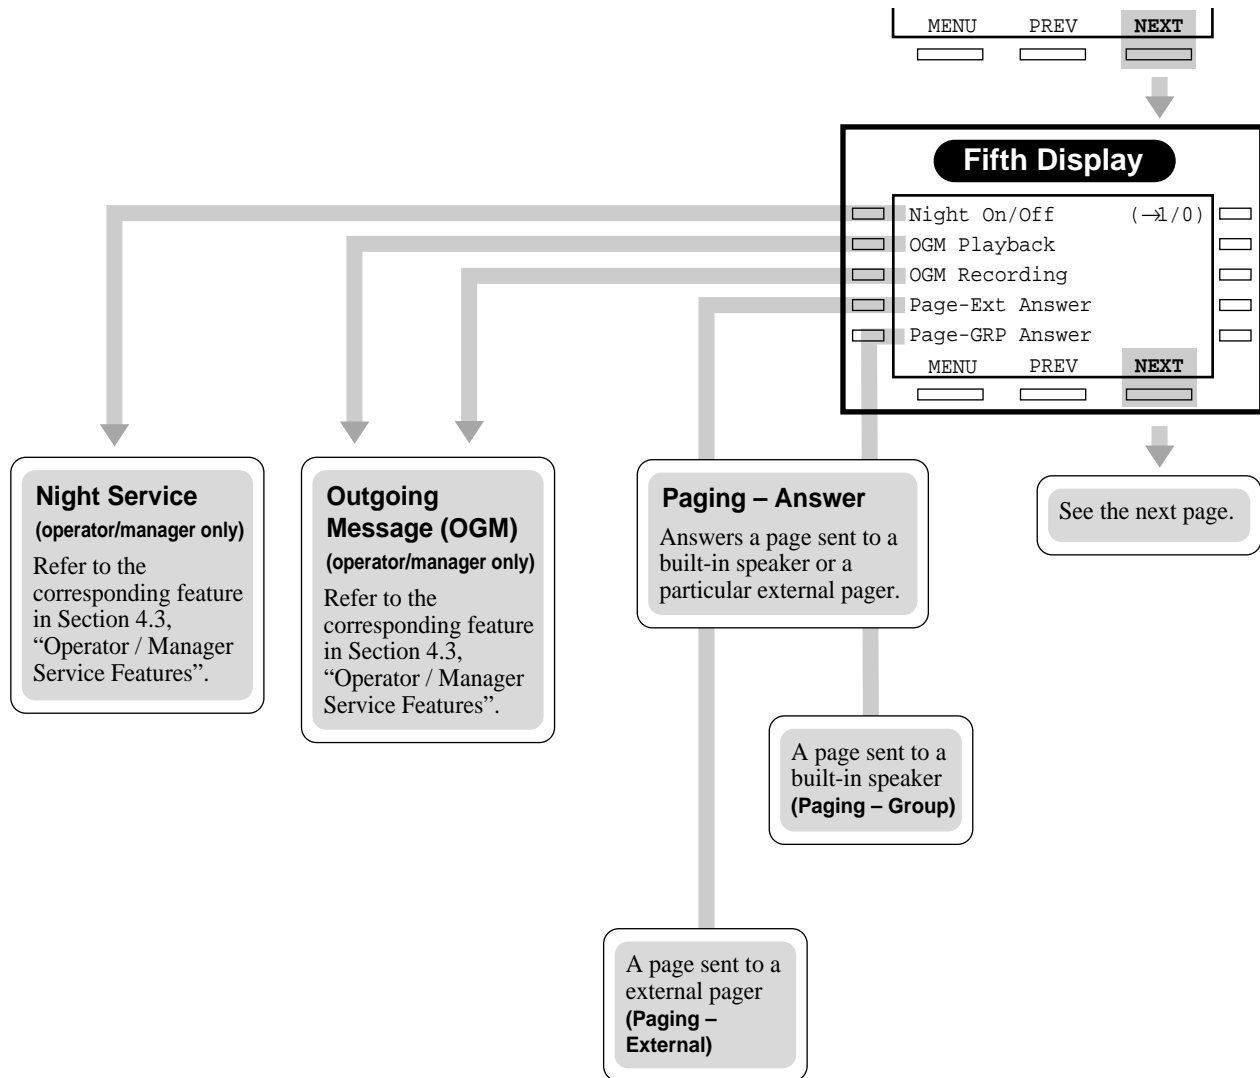 MENU PREV NEXT
Fifth Display
Night On/Off (→1/0)
OGM Playback
OGM Recording
Page-Ext Answer
Page-GRP Answer
MENU PREV NEXT
Night Service
(operator/manager only)
Refer to the
corresponding feature
in Section 4.3,
“Operator / Manager
Service Features”.
Outgoing
Message (OGM)
(operator/manager only)
Refer to the
corresponding feature
in Section 4.3,
“Operator / Manager
Service Features”.
Paging – Answer
Answers a page sent to a
built-in speaker or a
particular external pager.
See the next page.
A page sent to a
built-in speaker
(Paging – Group)
A page sent to a
external pager
(Paging –
External)